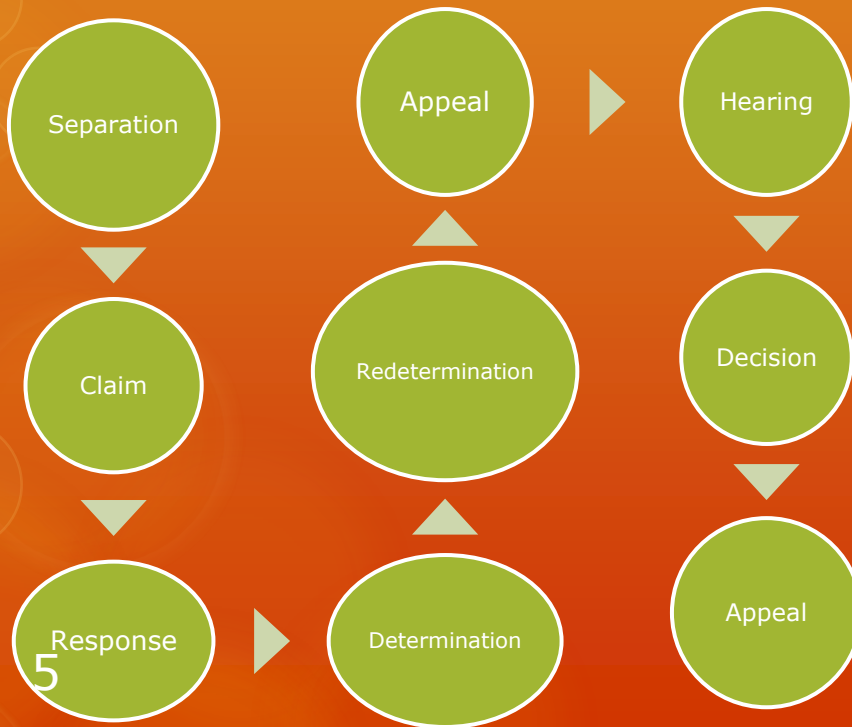 Separation
Claim
Response
Determination
Redetermination
Appeal
Hearing
Decision
Appeal
5